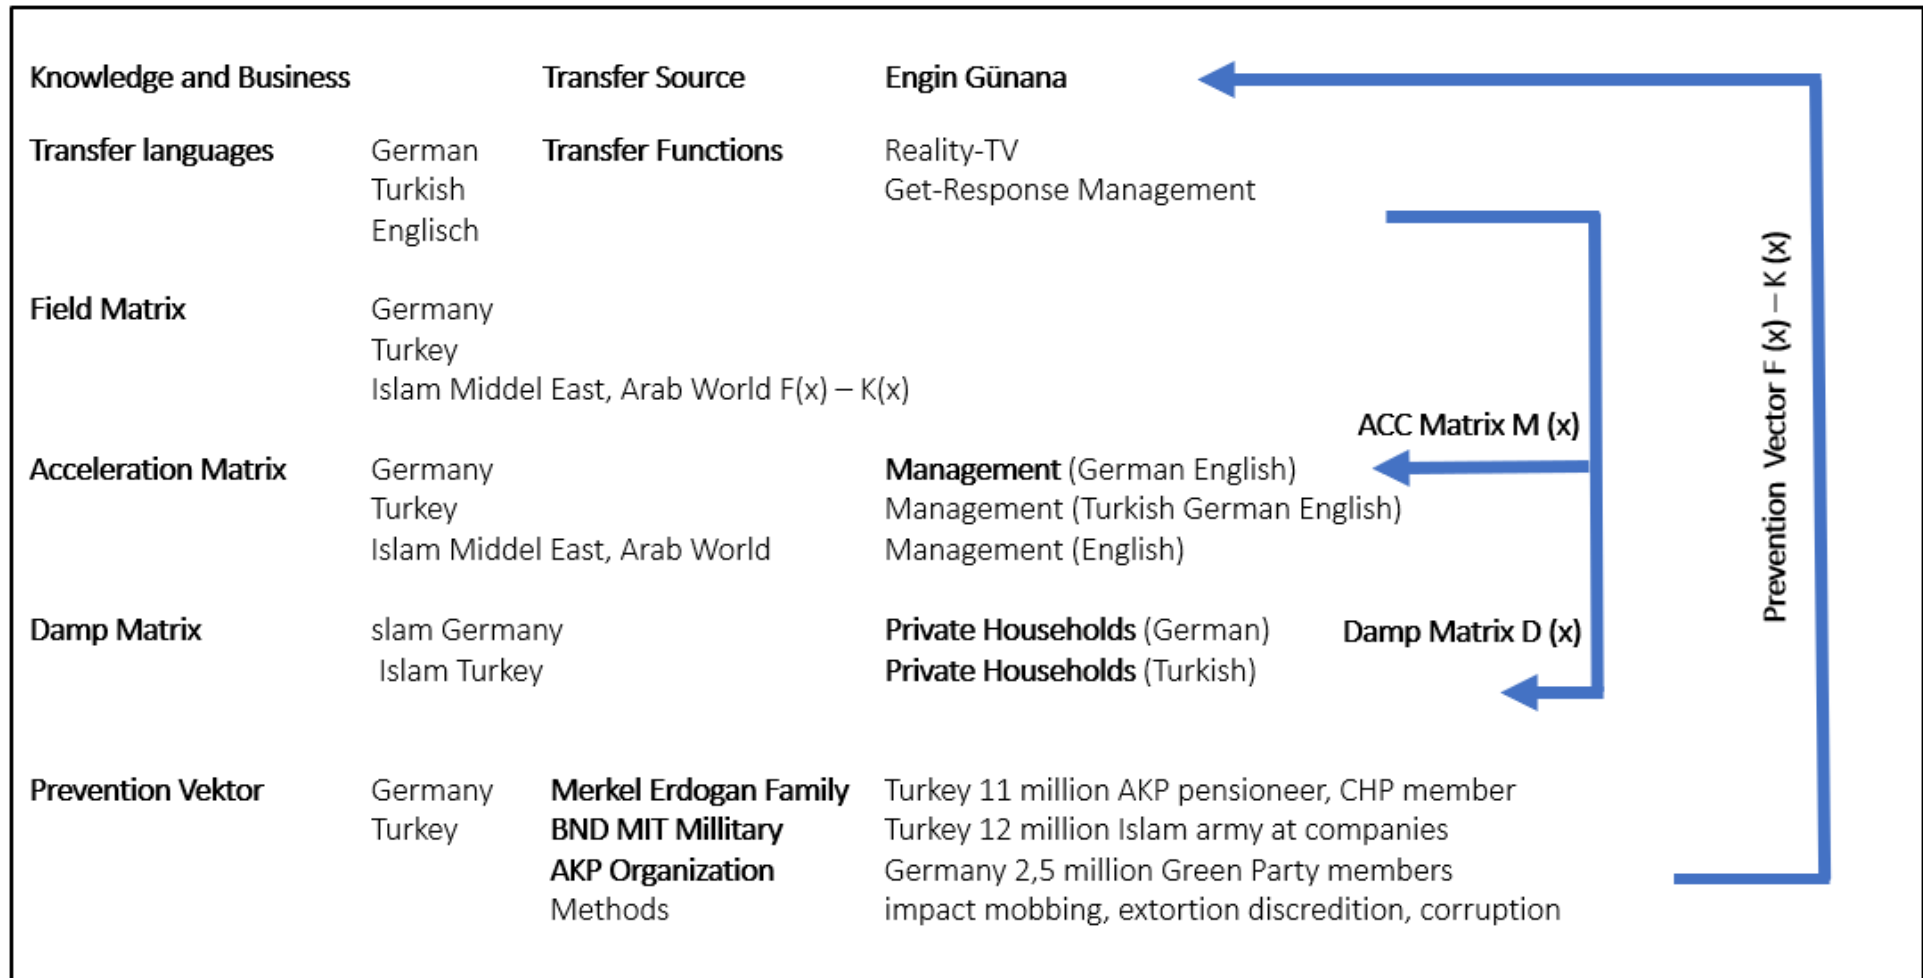 Knowledge and Business Transfer Source Engin Günana
Transfer languages German Transfer Functions Reality-TV
Turkish Get-Response Management
Englisch
Field Matrix Germany
Turkey
Islam Middel East, Arab World F(x) – K(x)
ACC Matrix M (x)
Acceleration Matrix Germany Management (German English)
Turkey Management (Turkish German English)
Islam Middel East, Arab World Management (English)
Damp Matrix slam Germany Private Households (German) Damp Matrix D (x)
Islam Turkey Private Households (Turkish)
Prevention Vektor Germany Merkel Erdogan Family Turkey 11 million AKP pensioneer, CHP member
Turkey BND MIT Millitary Turkey 12 million Islam army at companies
AKP Organization Germany 2,5 million Green Party members
Methods impact mobbing, extortion discredition, corruption
Prevention Vector F (x) – K (x)